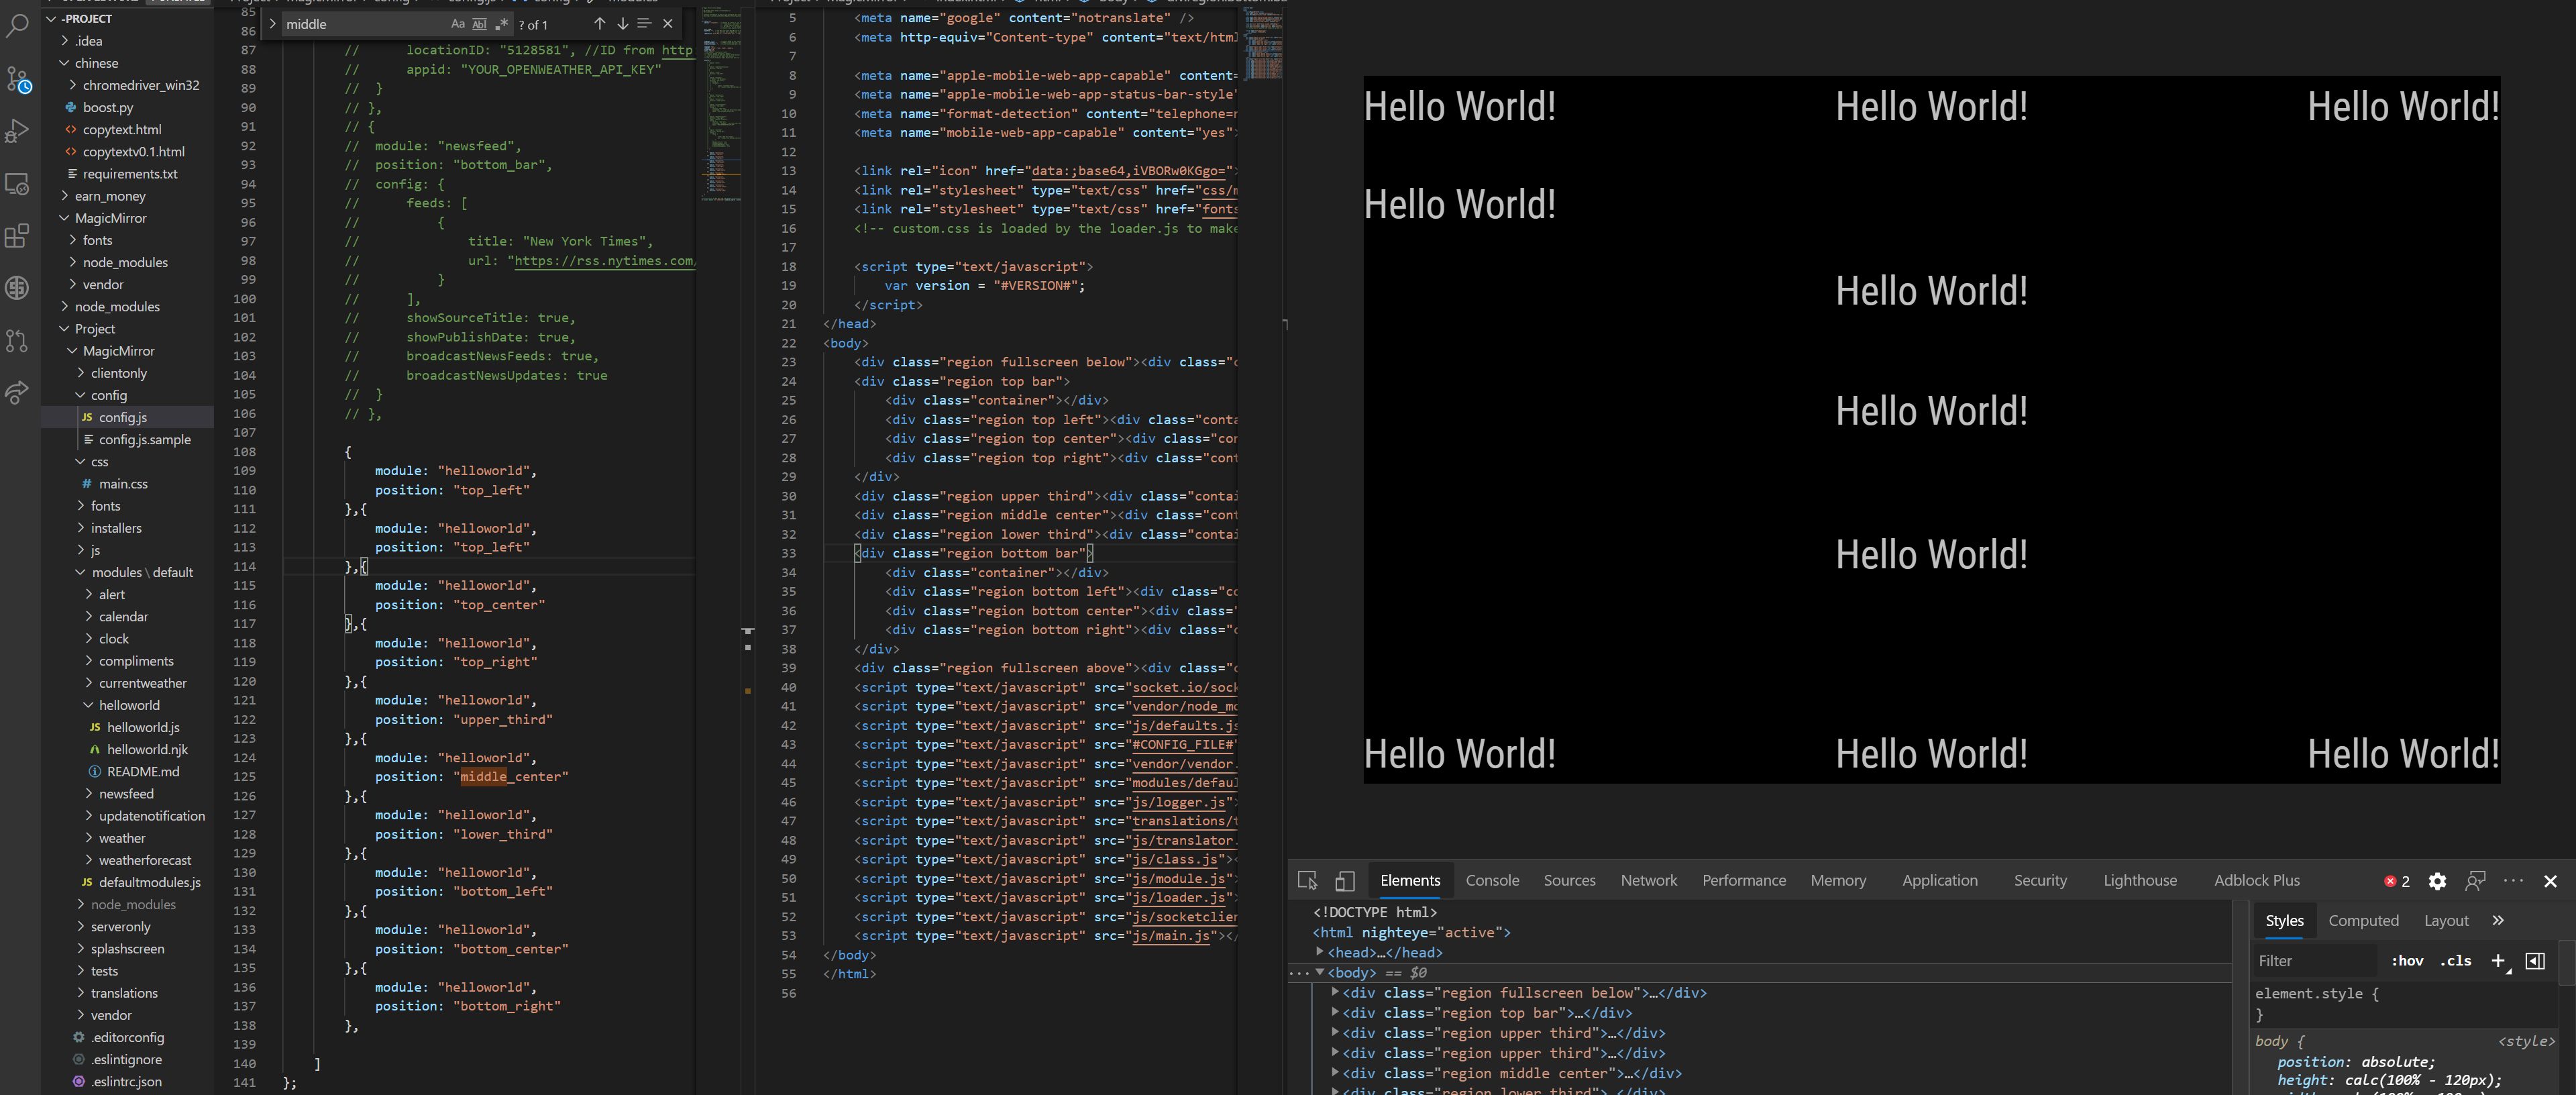 -PROJECT
.idea
chinese
chromedriver_win32
boost.py
copytext.html
copytextv0.1.html
requirements.txt
earn_money
MagicMirror
fonts
node_modules
vendor
node_modules
Project
MagicMirror
clientonly
config
config.js
config.js.sample
css
main.css
fonts
installers
js
modules \ default
alert
calendar
clock
compliments
currentweather
helloworld
helloworld.js
helloworld.njk
README.md
newsfeed
updatenotification
weather
weatherforecast
defaultmodules.js
node_modules
serveronly
splashscreen
tests
translations
vendor
.editorconfig
.eslintignore
.eslintrc.json
middle
Aa
ab
? of 1
85
86
87 // locationID: "5128581", //ID from http
88 // appid: "YOUR_OPENWEATHER_API_KEY"
89 // }
90 // },
91 // {
92 // module: "newsfeed",
93 // position: "bottom_bar",
94 // config: {
95 // feeds: [
96 // {
97 // title: "New York Times",
98 // url: "https://rss.nytimes.com/
99 // }
100 // ],
101 // showSourceTitle: true,
102 // showPublishDate: true,
103 // broadcastNewsFeeds: true,
104 // broadcastNewsUpdates: true
105 // }
106 // },
107
108 {
109 module: "helloworld",
110 position: "top_left"
111 },{
112 module: "helloworld",
113 position: "top_left"
114 },{
115 module: "helloworld",
116 position: "top_center"
117 },{
118 module: "helloworld",
119 position: "top_right"
120 },{
121 module: "helloworld",
122 position: "upper_third"
123 },{
124 module: "helloworld",
125 position: "middle_center"
126 },{
127 module: "helloworld",
128 position: "lower_third"
129 },{
130 module: "helloworld",
131 position: "bottom_left"
132 },{
133 module: "helloworld",
134 position: "bottom_center"
135 },{
136 module: "helloworld",
137 position: "bottom_right"
138 },
139
140 ]
141 };
5 <meta name="google" content="notranslate" />
6 <meta http-equiv="Content-type" content="text/html
7
8 <meta name="apple-mobile-web-app-capable" content=
9 <meta name="apple-mobile-web-app-status-bar-style"
10 <meta name="format-detection" content="telephone=n
11 <meta name="mobile-web-app-capable" content="yes">
12
13 <link rel="icon" href="data:;base64,iVBORw0KGgo=">
14 <link rel="stylesheet" type="text/css" href="css/m
15 <link rel="stylesheet" type="text/css" href="fonts
16 <!-- custom.css is loaded by the loader.js to make
17
18 <script type="text/javascript">
19 var version = "#VERSION#";
20 </script>
21 </head>
22 <body>
23 <div class="region fullscreen below"><div class="c
24 <div class="region top bar">
25 <div class="container"></div>
26 <div class="region top left"><div class="conta
27 <div class="region top center"><div class="con
28 <div class="region top right"><div class="cont
29 </div>
30 <div class="region upper third"><div class="contai
31 <div class="region middle center"><div class="cont
32 <div class="region lower third"><div class="contai
33 <div class="region bottom bar">
34 <div class="container"></div>
35 <div class="region bottom left"><div class="co
36 <div class="region bottom center"><div class="
37 <div class="region bottom right"><div class="c
38 </div>
39 <div class="region fullscreen above"><div class="c
40 <script type="text/javascript" src="socket.io/sock
41 <script type="text/javascript" src="vendor/node_mo
42 <script type="text/javascript" src="js/defaults.js
43 <script type="text/javascript" src="#CONFIG_FILE#"
44 <script type="text/javascript" src="vendor/vendor.
45 <script type="text/javascript" src="modules/defaul
46 <script type="text/javascript" src="js/logger.js">
47 <script type="text/javascript" src="translations/t
48 <script type="text/javascript" src="js/translator.
49 <script type="text/javascript" src="js/class.js"><
50 <script type="text/javascript" src="js/module.js">
51 <script type="text/javascript" src="js/loader.js">
52 <script type="text/javascript" src="js/socketclien
53 <script type="text/javascript" src="js/main.js"></
54 </body>
55 </html>
56
Hello World! Hello World! Hello World!
Hello World!
Hello World!
Hello World!
Hello World!
Hello World! Hello World! Hello World!
Elements Console Sources Network Performance Memory Application Security Lighthouse Adblock Plus 2
<!DOCTYPE html>
<html nighteye="active">
<head>…</head>
<body> == $0
<div class="region fullscreen below">…</div>
<div class="region top bar">…</div>
<div class="region upper third">…</div>
<div class="region upper third">…</div>
<div class="region middle center">…</div>
<div class="region lower third">…</div>
Styles Computed Layout
Filter :hov .cls +
element.style {
}
body { <style>
position: absolute;
height: calc(100% - 120px);